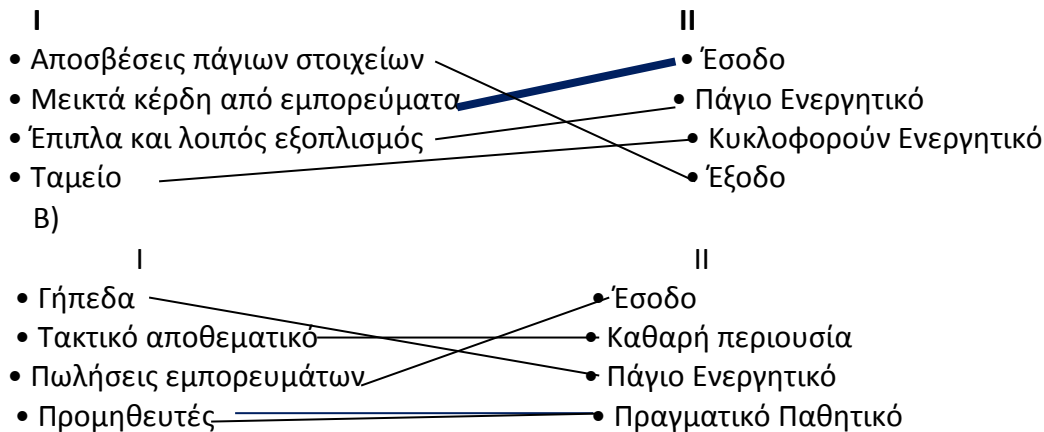 I II
• Αποσβέσεις πάγιων στοιχείων • Έσοδο
• Μεικτά κέρδη από εμπορεύματα • Πάγιο Ενεργητικό
• Έπιπλα και λοιπός εξοπλισμός • Κυκλοφορούν Ενεργητικό
• Ταμείο • Έξοδο
Β)
I II
• Γήπεδα • Έσοδο
• Τακτικό αποθεματικό • Καθαρή περιουσία
• Πωλήσεις εμπορευμάτων • Πάγιο Ενεργητικό
• Προμηθευτές • Πραγματικό Παθητικό